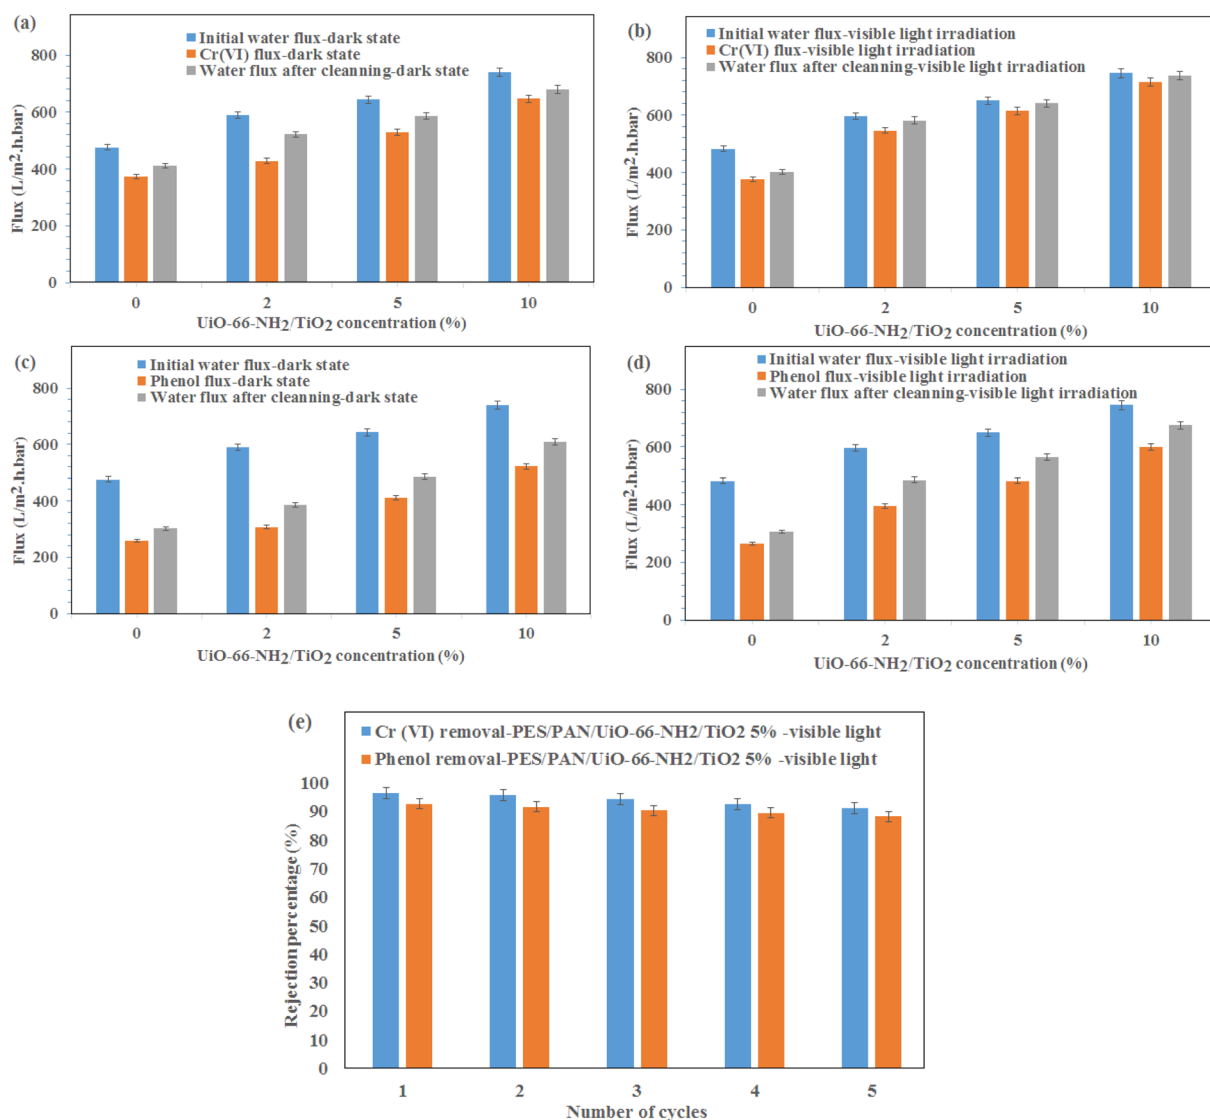 (a)
Initial water flux-dark state
Cr(VI) flux-dark state
Water flux after cleanning-dark state
800
600
400
200
0
Flux (L/m².h.bar)
0 2 5 10
UiO-66-NH2/TiO2 concentration (%)
(b)
Initial water flux-visible light irradiation
Cr(VI) flux-visible light irradiation
Water flux after cleanning-visible light irradiation
800
600
400
200
0
Flux (L/m².h.bar)
0 2 5 10
UiO-66-NH2/TiO2 concentration (%)
(c)
Initial water flux-dark state
Phenol flux-dark state
Water flux after cleanning-dark state
800
600
400
200
0
Flux (L/m².h.bar)
0 2 5 10
UiO-66-NH2/TiO2 concentration (%)
(d)
Initial water flux-visible light irradiation
Phenol flux-visible light irradiation
Water flux after cleanning-visible light irradiation
800
600
400
200
0
Flux (L/m².h.bar)
0 2 5 10
UiO-66-NH2/TiO2 concentration (%)
(e)
Cr (VI) removal-PES/PAN/UiO-66-NH2/TiO2 5% -visible light
Phenol removal-PES/PAN/UiO-66-NH2/TiO2 5% -visible light
100
90
80
70
60
50
40
30
20
10
0
Rejection percentage (%)
1 2 3 4 5
Number of cycles